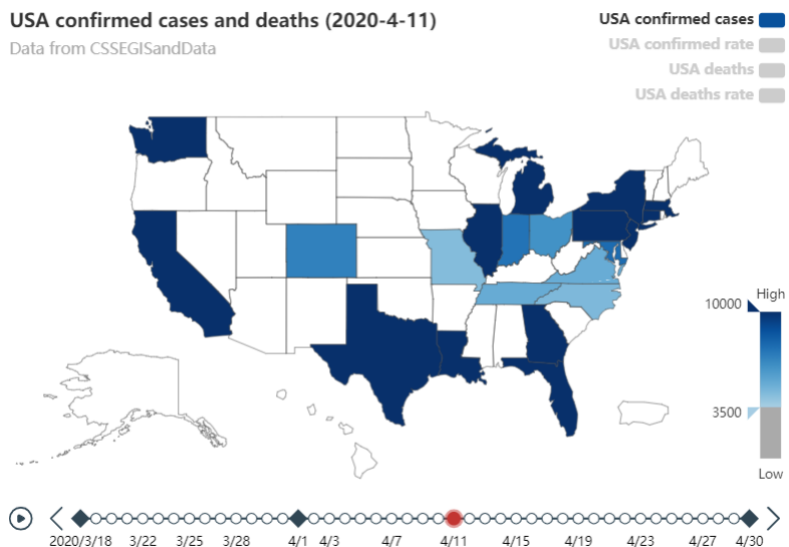 USA confirmed cases and deaths (2020-4-11)
Data from CSSEGISandData
USA confirmed cases
USA confirmed rate
USA deaths
USA deaths rate
High
10000
3500
Low
2020/3/18 3/22 3/25 3/28 4/1 4/3 4/7 4/11 4/15 4/19 4/23 4/27 4/30